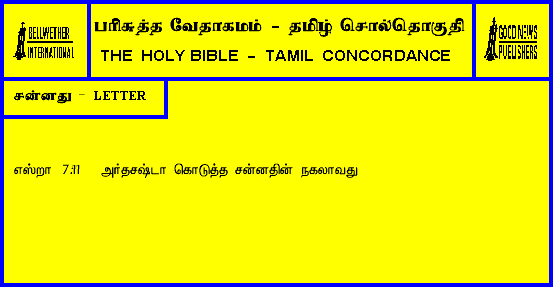 BELLWETHER
INTERNATIONAL
பரிசுத்த வேதாகமம் - தமிழ் சொல்தொகுதி
THE HOLY BIBLE - TAMIL CONCORDANCE
GOOD NEWS
PUBLISHERS
சன்னது - LETTER
எஸ்றா 7:11 அர்தசஷ்டா கொடுத்த சன்னதின் நகலாவது